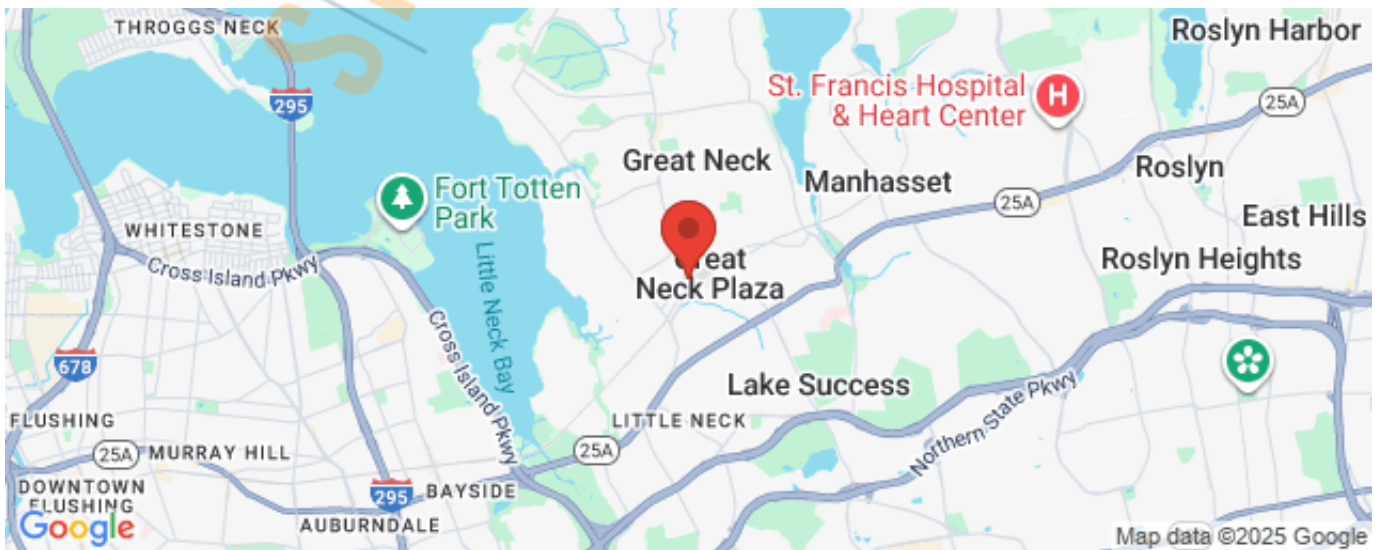 THROGGS NECK
Roslyn Harbor
295
St. Francis Hospital
& Heart Center
H
25A
Great Neck
Manhasset
Roslyn
Fort Totten
Park
25A
WHITESTONE
East Hills
Cross Island Pkwy
Little Neck Bay
Great
Neck Plaza
Roslyn Heights
678
Cross Island Pkwy
Lake Success
Northern State Pkwy
FLUSHING
LITTLE NECK
25A
MURRAY HILL
25A
DOWNTOWN
FLUSHING
295
BAYSIDE
AUBURNDALE
Google
Map data ©2025 Google